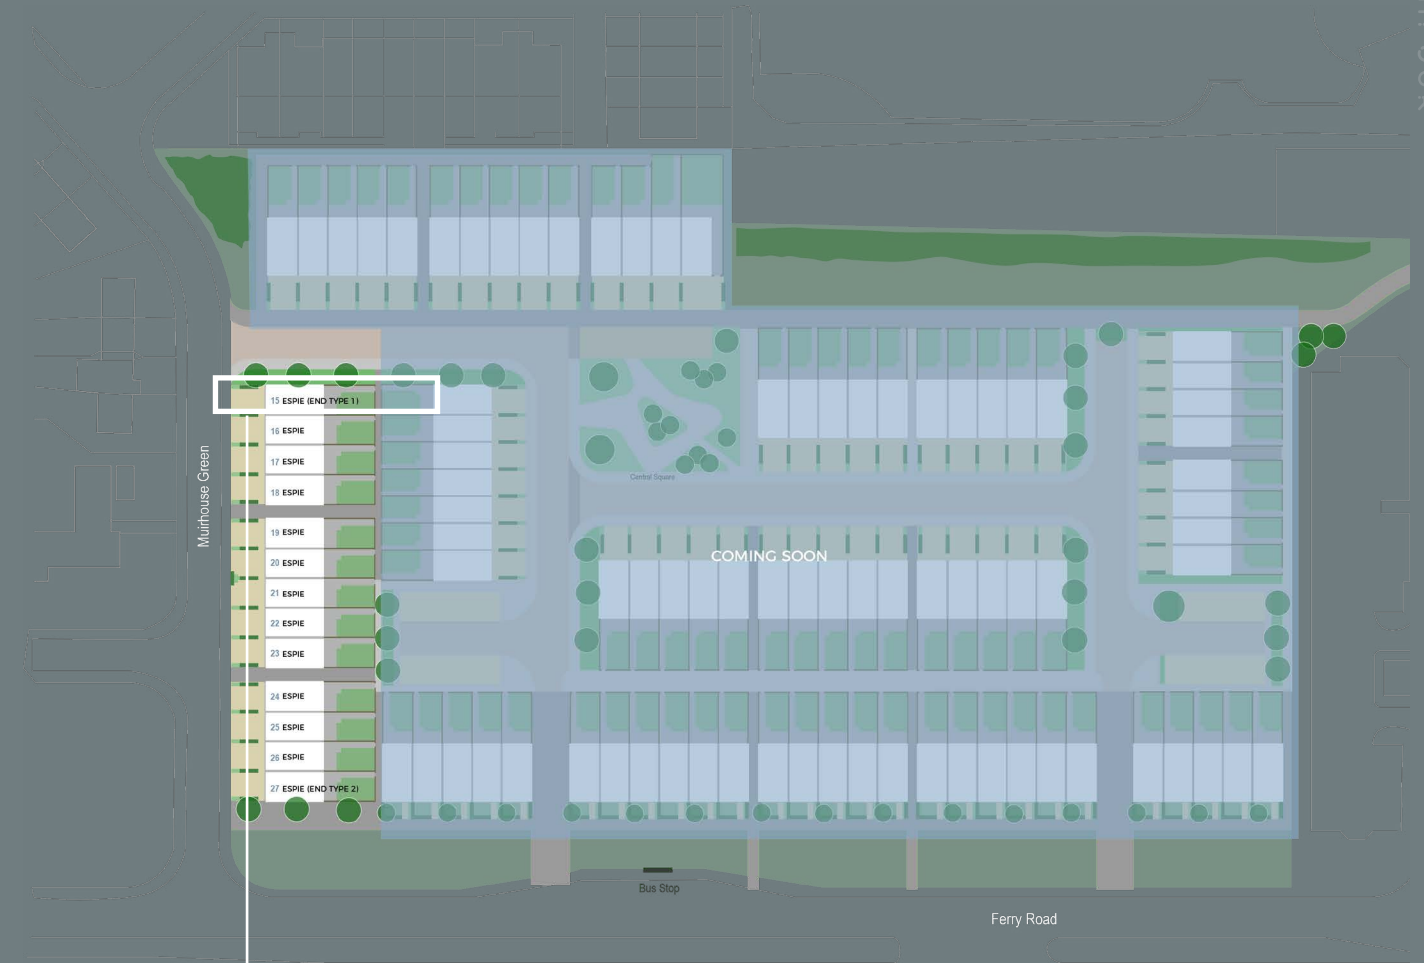 15 ESPIE (END TYPE 1)
16 ESPIE
17 ESPIE
18 ESPIE
19 ESPIE
20 ESPIE
21 ESPIE
22 ESPIE
23 ESPIE
24 ESPIE
25 ESPIE
26 ESPIE
27 ESPIE (END TYPE 2)
Muirhouse Green
Central Square
COMING SOON
Bus Stop
Ferry Road